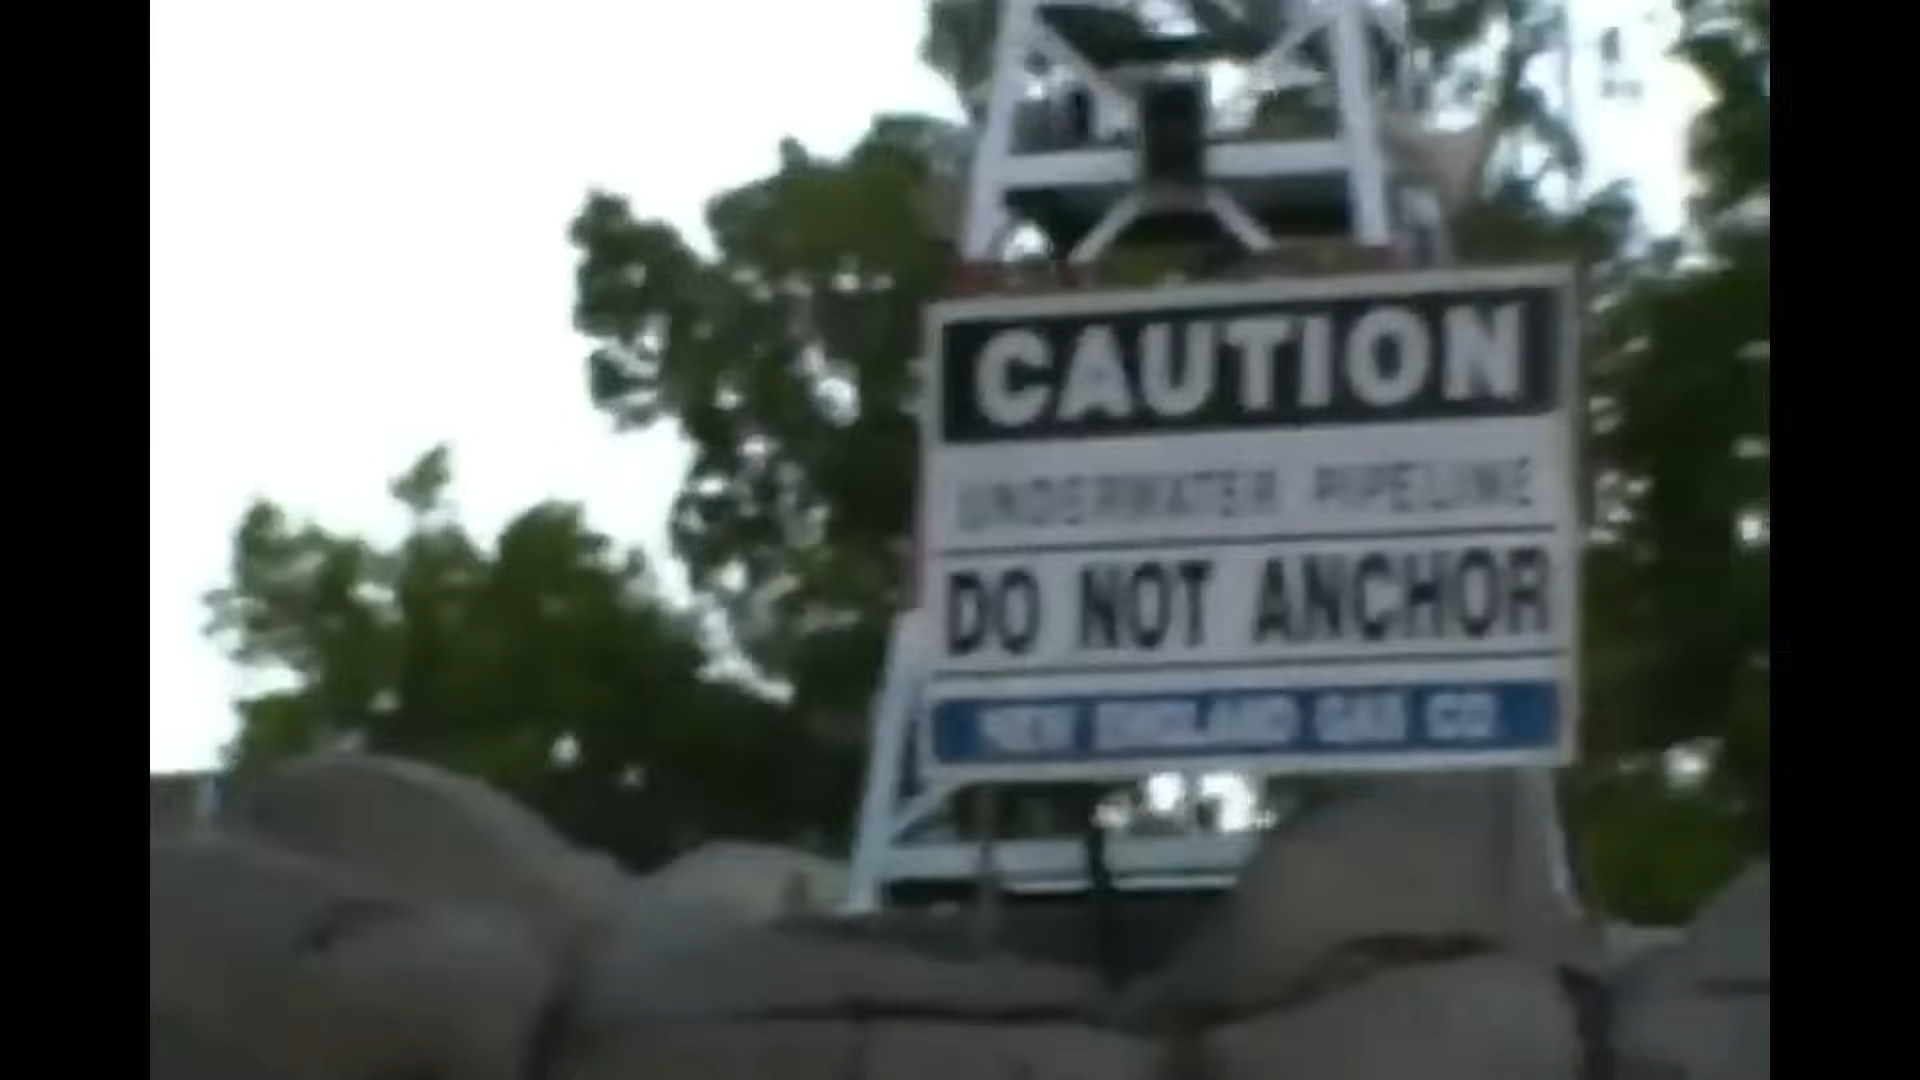 CAUTION
UNDERWATER PIPELINE
DO NOT ANCHOR
NEW ENGLAND GAS CO.